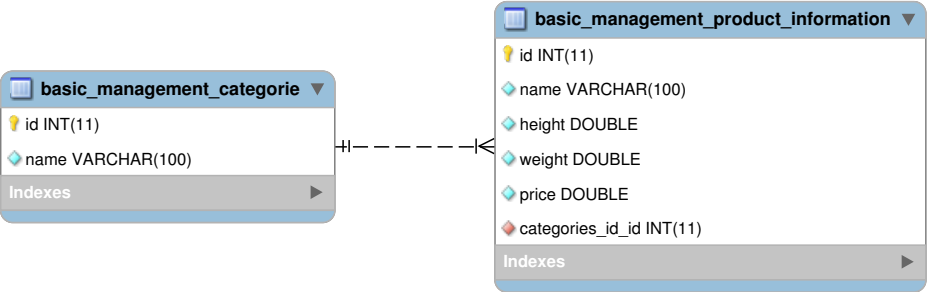 basic_management_categorie
id INT(11)
name VARCHAR(100)
Indexes
basic_management_product_information
id INT(11)
name VARCHAR(100)
height DOUBLE
weight DOUBLE
price DOUBLE
categories_id_id INT(11)
Indexes